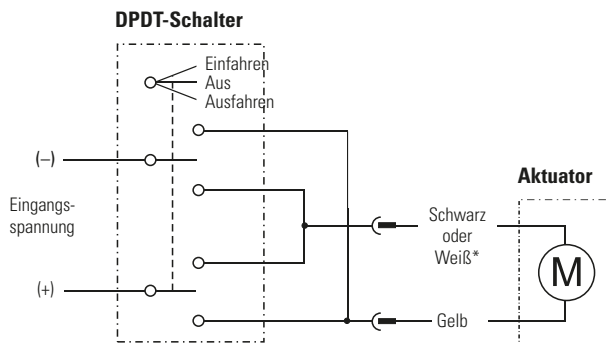 DPDT-Schalter
Einfahren
Aus
Ausfahren
(–)
Eingangs-
spannung
(+)
Schwarz
oder
Weiß*
Gelb
Aktuator
M